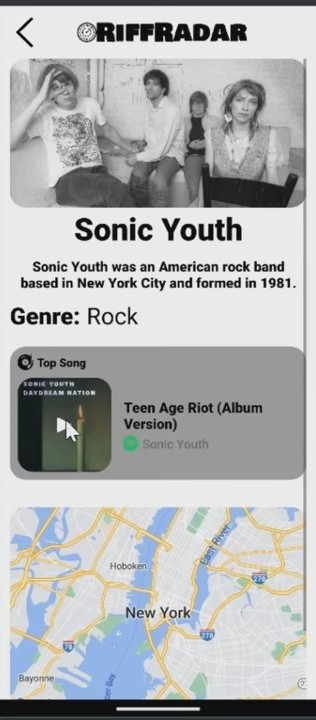 RIFFRADAR
Sonic Youth
Sonic Youth was an American rock band
based in New York City and formed in 1981.
Genre: Rock
Top Song
SONIC YOUTH
DAYDREAM NATION
Teen Age Riot (Album
Version)
Sonic Youth
East River
Hoboken
278
New York
278
78
Bayonne
per Bay